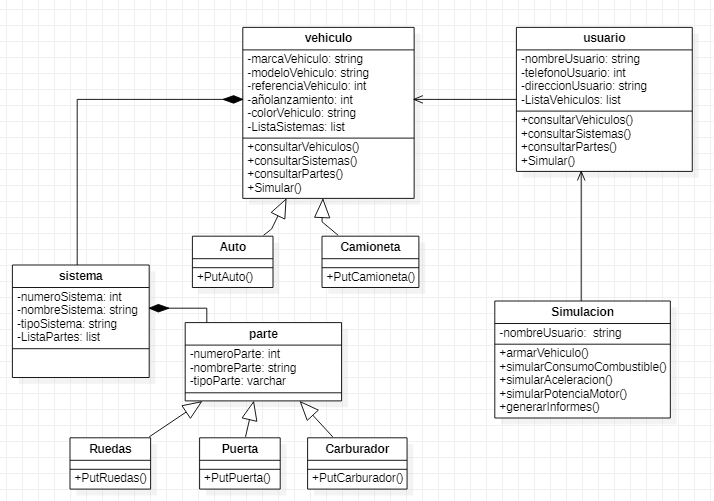 vehiculo
-marcaVehiculo: string
-modeloVehiculo: string
-referenciaVehiculo: int
-añolanzamiento: int
-colorVehiculo: string
-ListaSistemas: list
+consultarVehiculos()
+consultarSistemas()
+consultarPartes()
+Simular()
usuario
-nombreUsuario: string
-telefonoUsuario: int
-direccionUsuario: string
-ListaVehiculos: list
+consultarVehiculos()
+consultarSistemas()
+consultarPartes()
+Simular()
Auto
+PutAuto()
Camioneta
+PutCamioneta()
sistema
-numeroSistema: int
-nombreSistema: string
-tipoSistema: string
-ListaPartes: list
parte
-numeroParte: int
-nombreParte: string
-tipoParte: varchar
Simulacion
-nombreUsuario: string
+armarVehiculo()
+simularConsumoCombustible()
+simularAceleracion()
+simularPotenciaMotor()
+generarInformes()
Ruedas
+PutRuedas()
Puerta
+PutPuerta()
Carburador
+PutCarburador()